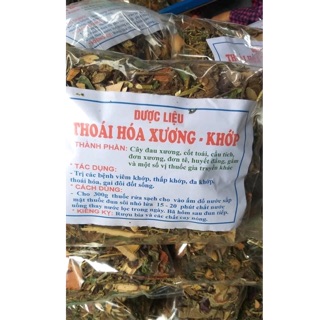 DƯỢC LIỆU
THOÁI HÓA XƯƠNG - KHỚP
THÀNH PHẦN: Cây đau xương, cốt toái, cẩu tích,
đơn xương, đơn tê, huyết đằng, gắm
và một số vị thuốc gia truyền khác
* TÁC DỤNG:
- Trị các bệnh viêm khớp, thấp khớp, đa khớp,
thoái hóa, gai đôi đốt sống.
* CÁCH DÙNG:
- Cho 300g thuốc rửa sạch cho vào ấm đổ nước sấp
mặt thuốc đun sôi nhỏ lửa 15 - 20 phút chắt nước
uống thay nước lọc trong ngày. Bã hôm sau đun tiếp.
- KIÊNG KỴ: Rượu bia và các chất cay nóng.